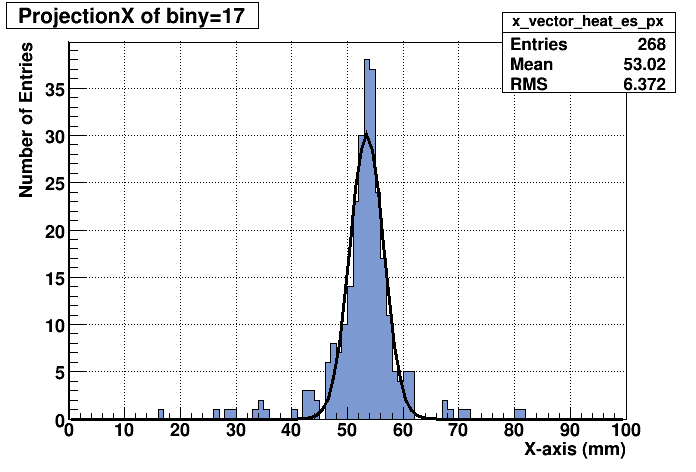 ProjectionX of biny=17
x_vector_heat_es_px
Entries 268
Mean 53.02
RMS 6.372
Number of Entries
35
30
25
20
15
10
5
0
0 10 20 30 40 50 60 70 80 90 100
X-axis (mm)